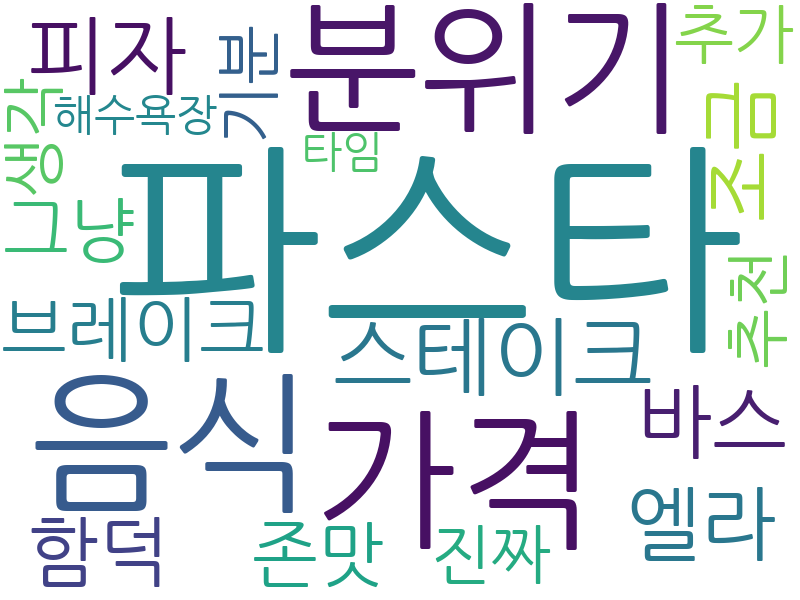 피자
기분
분위기
추가
생각
해수욕장
타임
조금
그냥
파스타
추천
브레이크
스테이크
음식
가격
바스
함덕
존맛
진짜
엘라